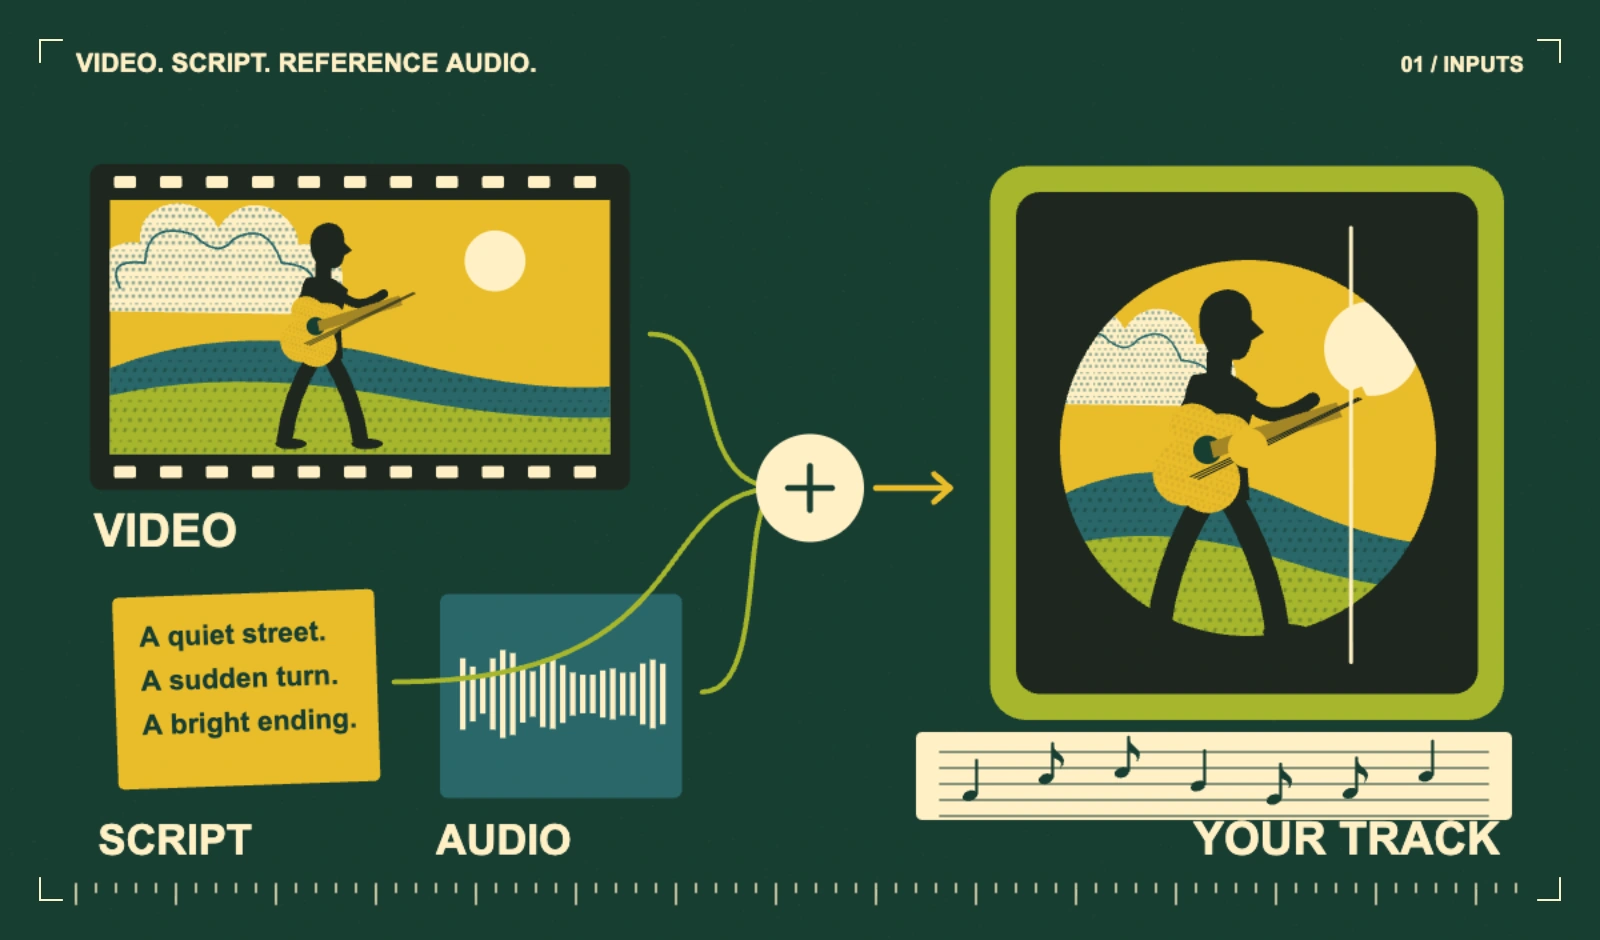 VIDEO. SCRIPT. REFERENCE AUDIO.
01 / INPUTS
VIDEO
A quiet street.
A sudden turn.
A bright ending.
SCRIPT
AUDIO
YOUR TRACK